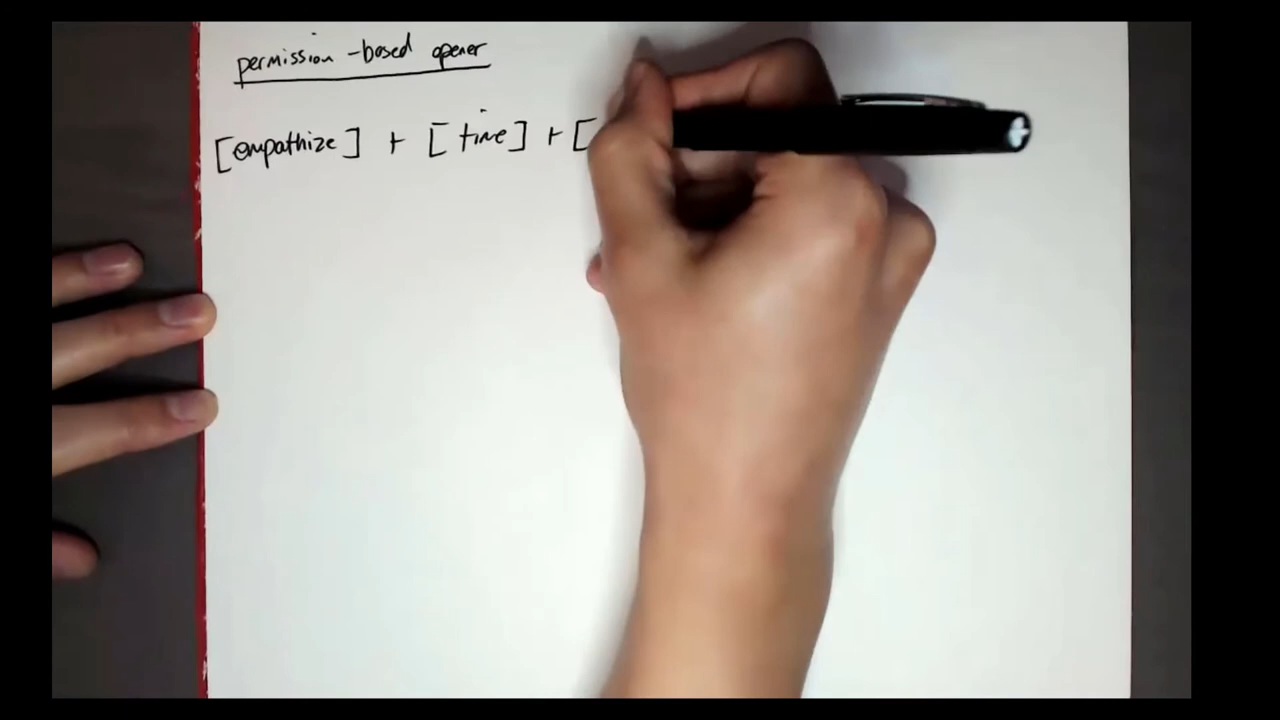 permission-based opener
[empathize] + [time] + [